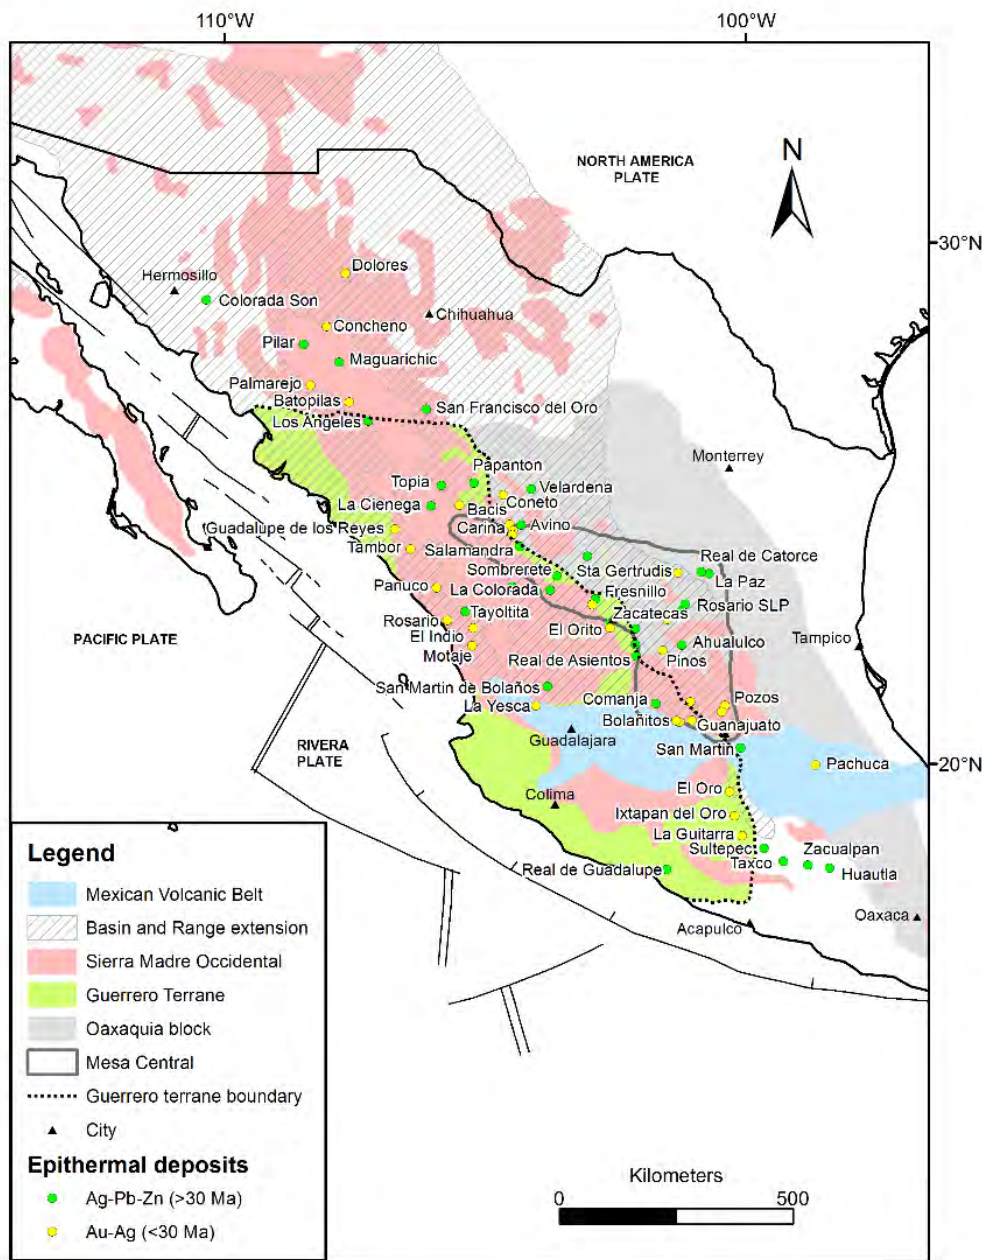 110°W
100°W
NORTH AMERICA
PLATE
N
30°N
Dolores
Hermosillo
Colorada Son
Chihuahua
Concheno
Pilar
Maguarichic
Palmarejo
Batopilas
San Francisco del Oro
Los Angeles
Monterrey
Papanton
Topia
Velardena
Coneto
La Cienega
Bacis
Guadalupe de los Reyes
Carina
Avino
Tambor
Salamandra
Real de Catorce
Sombrerete
Sta Gertrudis
La Paz
Panuco
La Colorada
Fresnillo
Rosario SLP
Tayoltita
Zacatecas
Rosario
El Indio
El Orito
Ahualulco
Tampico
PACIFIC PLATE
Motaje
Real de Asientos
Pinos
San Martin de Bolaños
La Yesca
Comanja
Pozos
Bolañitos
Guanajuato
Guadalajara
San Martin
RIVERA
PLATE
Pachuca
20°N
El Oro
Colima
Ixtapan del Oro
La Guitarra
Sultepec
Zacualpan
Taxco
Real de Guadalupe
Huautla
Oaxaca
Acapulco
Legend
Mexican Volcanic Belt
Basin and Range extension
Sierra Madre Occidental
Guerrero Terrane
Oaxaquia block
Mesa Central
Guerrero terrane boundary
City
Epithermal deposits
Ag-Pb-Zn (>30 Ma)
Au-Ag (<30 Ma)
Kilometers
0 500